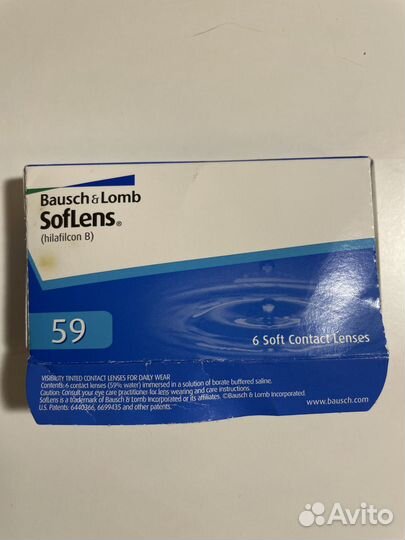 Bausch & Lomb
SofLens®
(hilafilcon B)
59
6 Soft Contact Lenses
VISIBILITY TINTED CONTACT LENSES FOR DAILY WEAR
Contents: 6 contact lenses (59% water) immersed in a solution of borate buffered saline.
Caution: Consult your eye care practitioner for lens wearing and care instructions.
SofLens is a trademark of Bausch & Lomb Incorporated or its affiliates. ©Bausch & Lomb Incorporated.
U.S. Patents: 6440366, 6699435 and other patents.
www.bausch.com
Avito